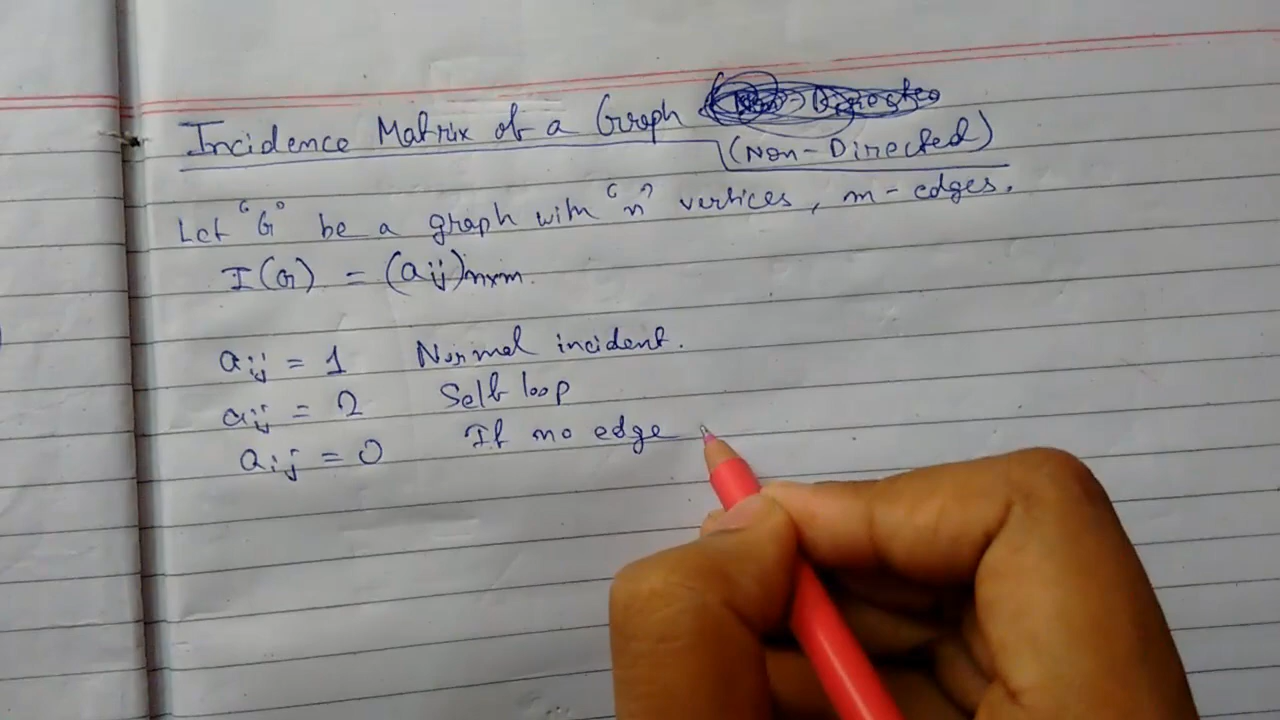 Incidence Matrix of a Graph
(Non-Directed)
Let "G" be a graph with "n" vertices, m-edges.
I(G) = (aij)n×m.
aij = 1 Normal incident.
aij = 2 Self loop
aij = 0 If no edge